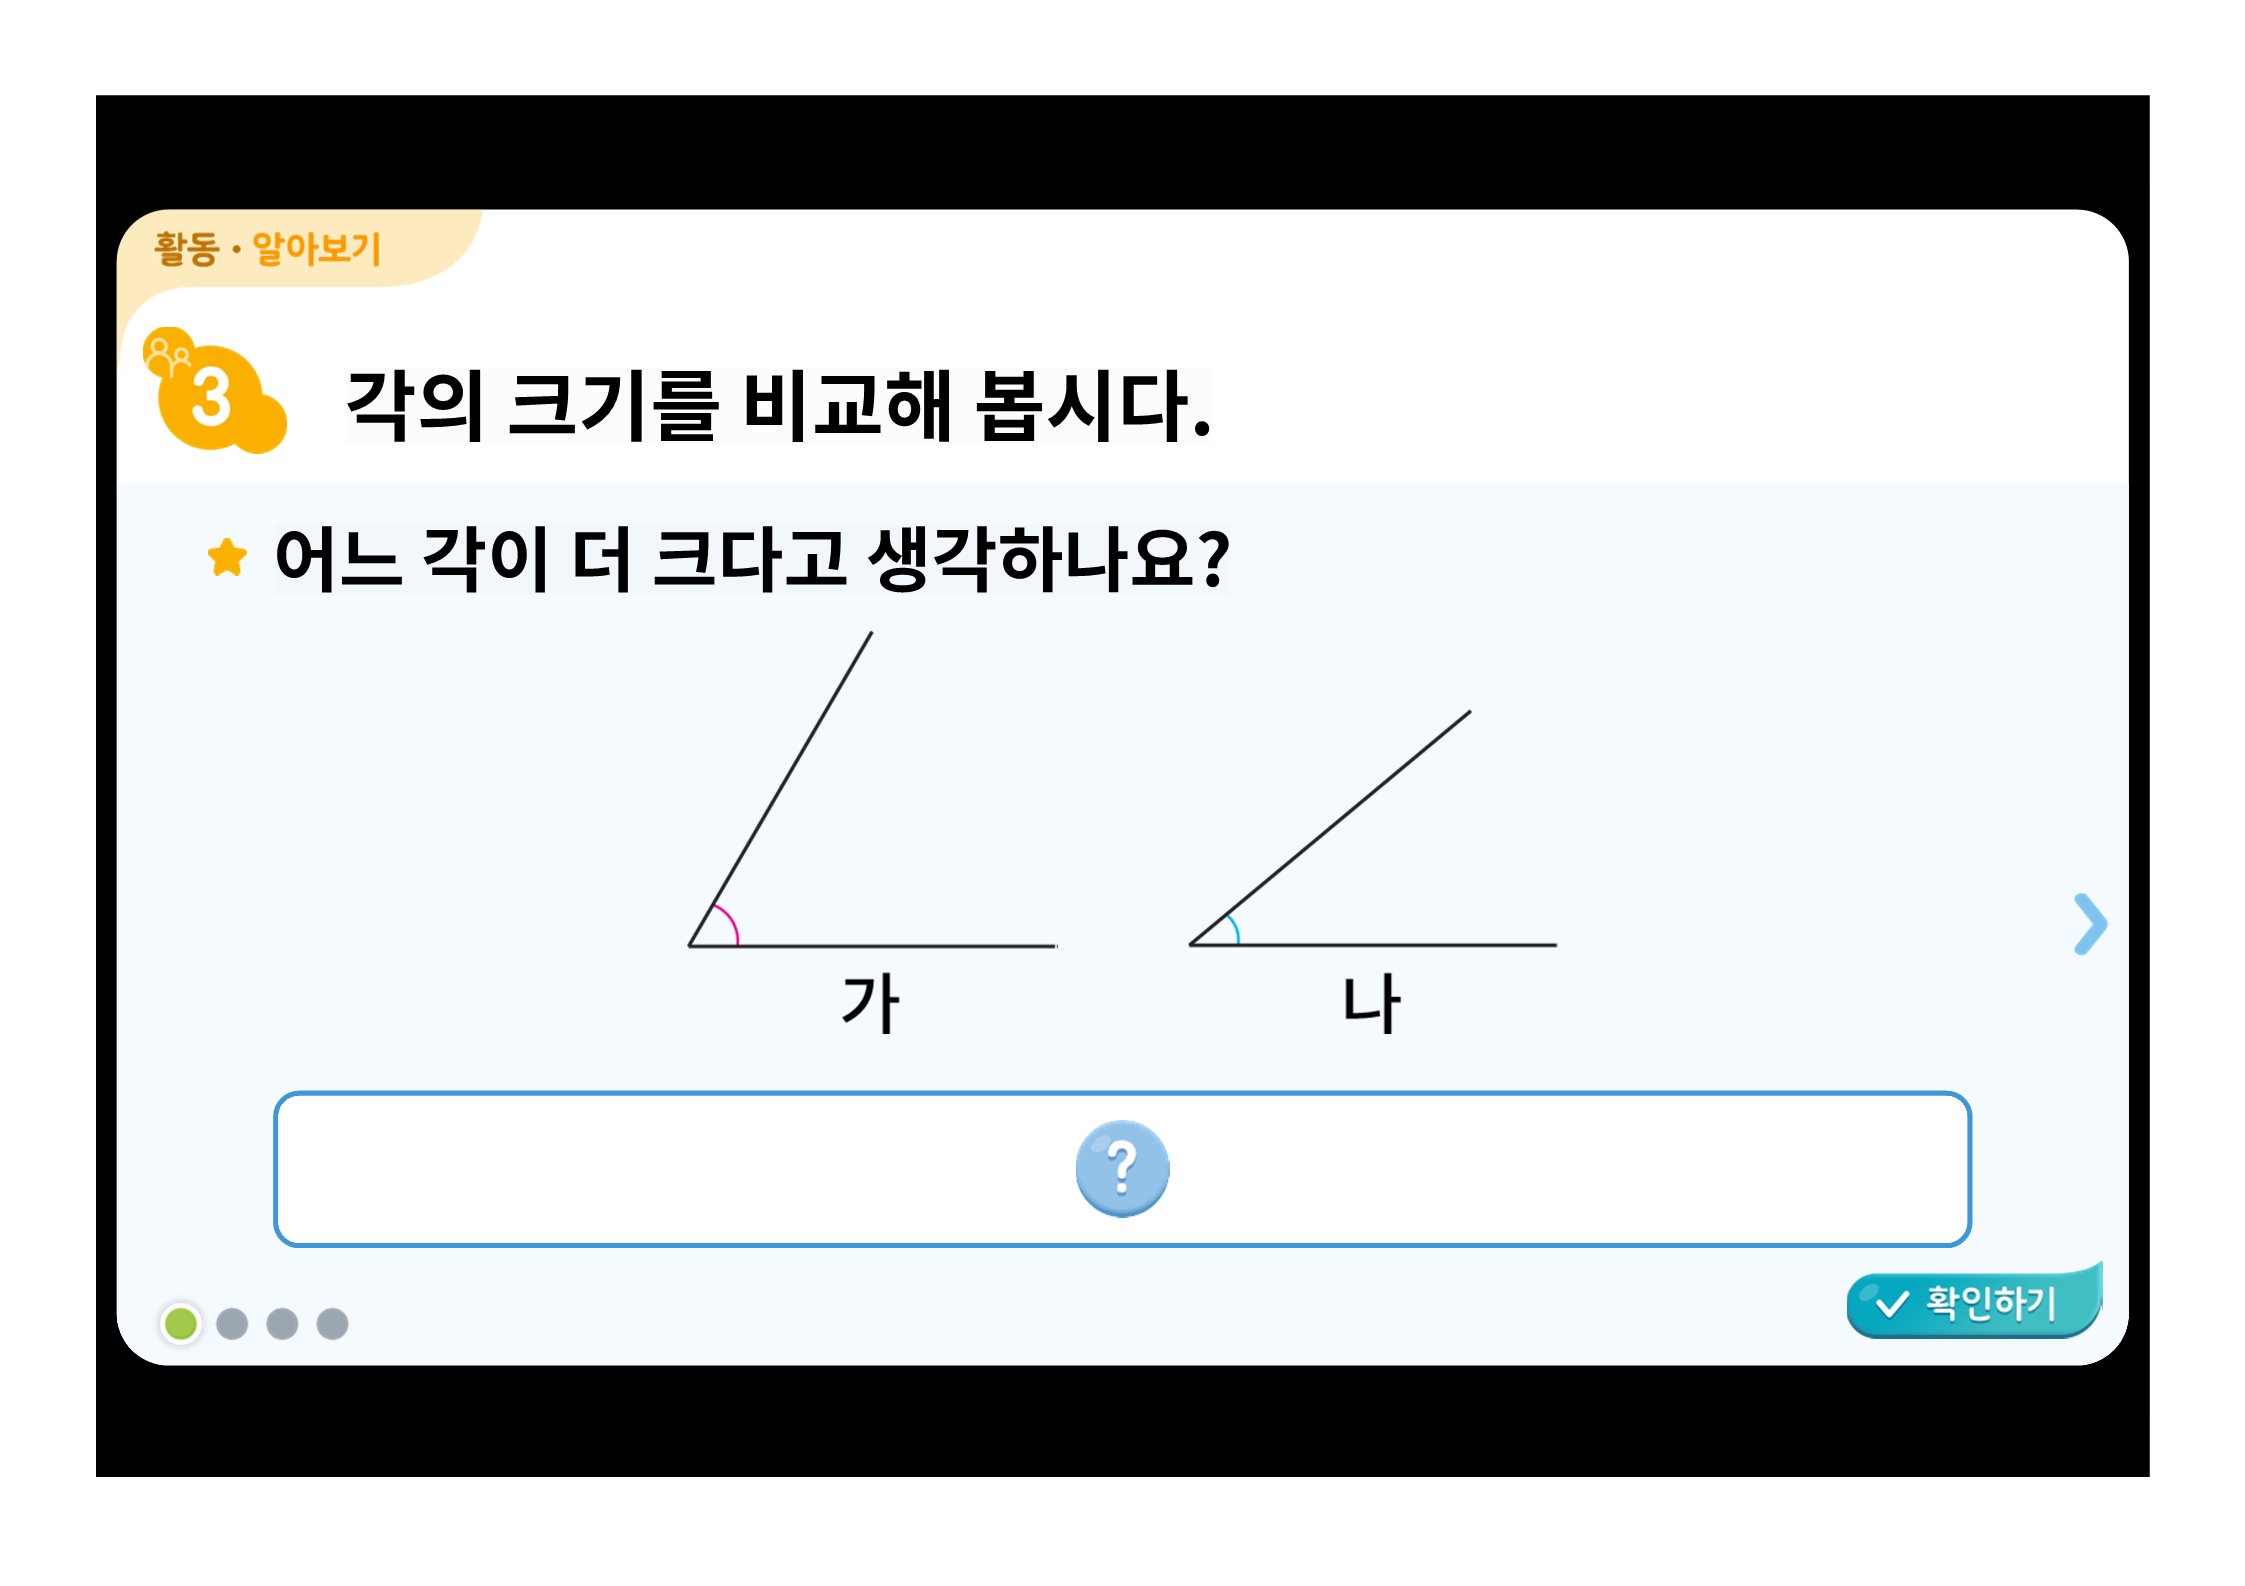 활동 · 알아보기
3
각의 크기를 비교해 봅시다.
어느 각이 더 크다고 생각하나요?
가 나
?
확인하기